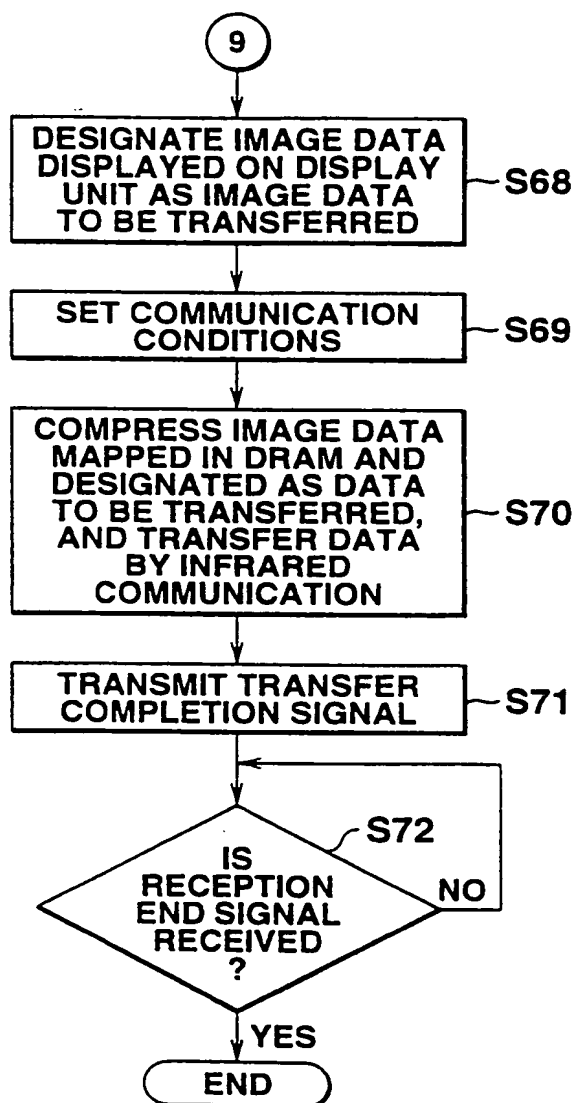 9
DESIGNATE IMAGE DATA
DISPLAYED ON DISPLAY
UNIT AS IMAGE DATA
TO BE TRANSFERRED
S68
SET COMMUNICATION
CONDITIONS
S69
COMPRESS IMAGE DATA
MAPPED IN DRAM AND
DESIGNATED AS DATA
TO BE TRANSFERRED,
AND TRANSFER DATA
BY INFRARED
COMMUNICATION
S70
TRANSMIT TRANSFER
COMPLETION SIGNAL
S71
S72
IS
RECEPTION
END SIGNAL
RECEIVED
?
NO
YES
END